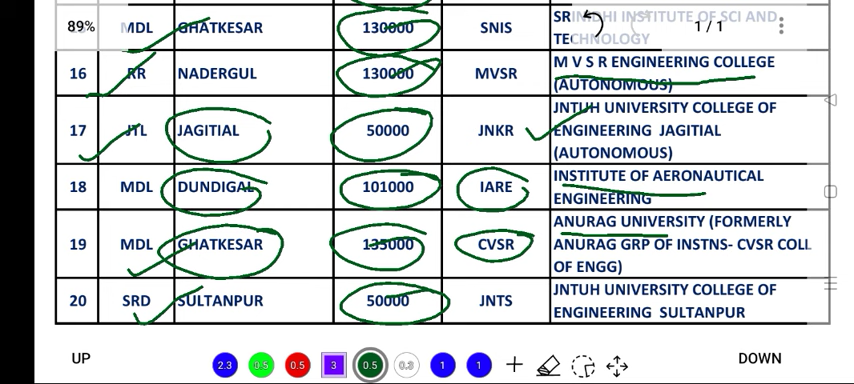 89%
1 / 1
MDL GHATKESAR 130000 SNIS SRINIDHI INSTITUTE OF SCI AND
TECHNOLOGY
16 RR NADERGUL 130000 MVSR M V S R ENGINEERING COLLEGE
(AUTONOMOUS)
17 JTL JAGITIAL 50000 JNKR JNTUH UNIVERSITY COLLEGE OF
ENGINEERING JAGITIAL
(AUTONOMOUS)
18 MDL DUNDIGAL 101000 IARE INSTITUTE OF AERONAUTICAL
ENGINEERING
19 MDL GHATKESAR 135000 CVSR ANURAG UNIVERSITY (FORMERLY
ANURAG GRP OF INSTNS- CVSR COLL
OF ENGG)
20 SRD SULTANPUR 50000 JNTS JNTUH UNIVERSITY COLLEGE OF
ENGINEERING SULTANPUR
UP 2.3 0.5 0.5 3 0.5 0.3 1 1 DOWN